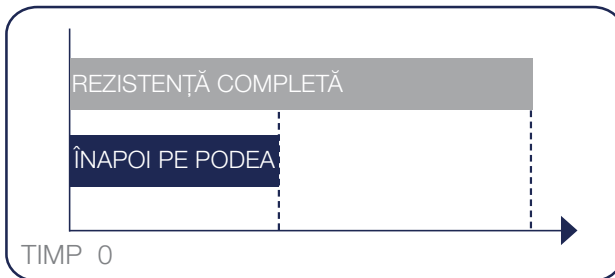 REZISTENȚĂ COMPLETĂ
ÎNAPOI PE PODEA
TIMP 0